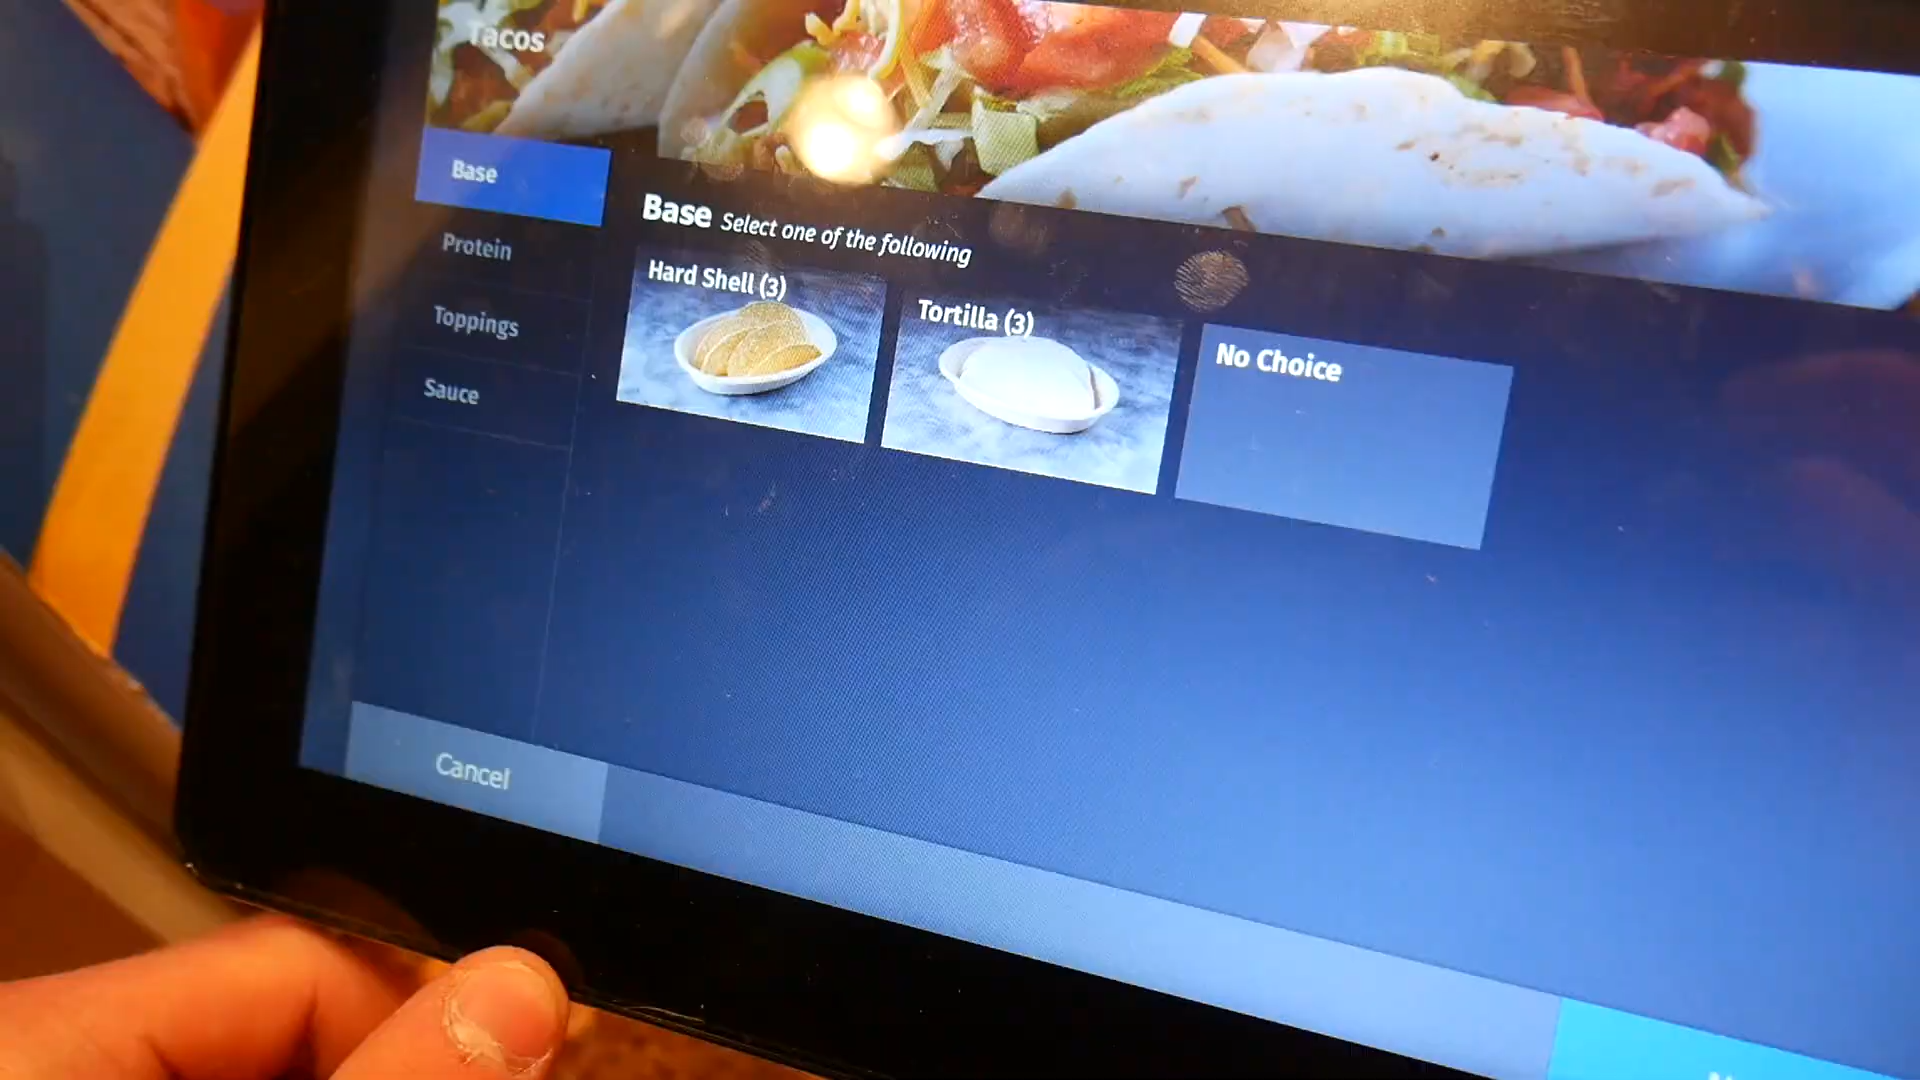 Tacos
Base
Protein
Toppings
Sauce
Base Select one of the following
Hard Shell (3)
Tortilla (3)
No Choice
Cancel